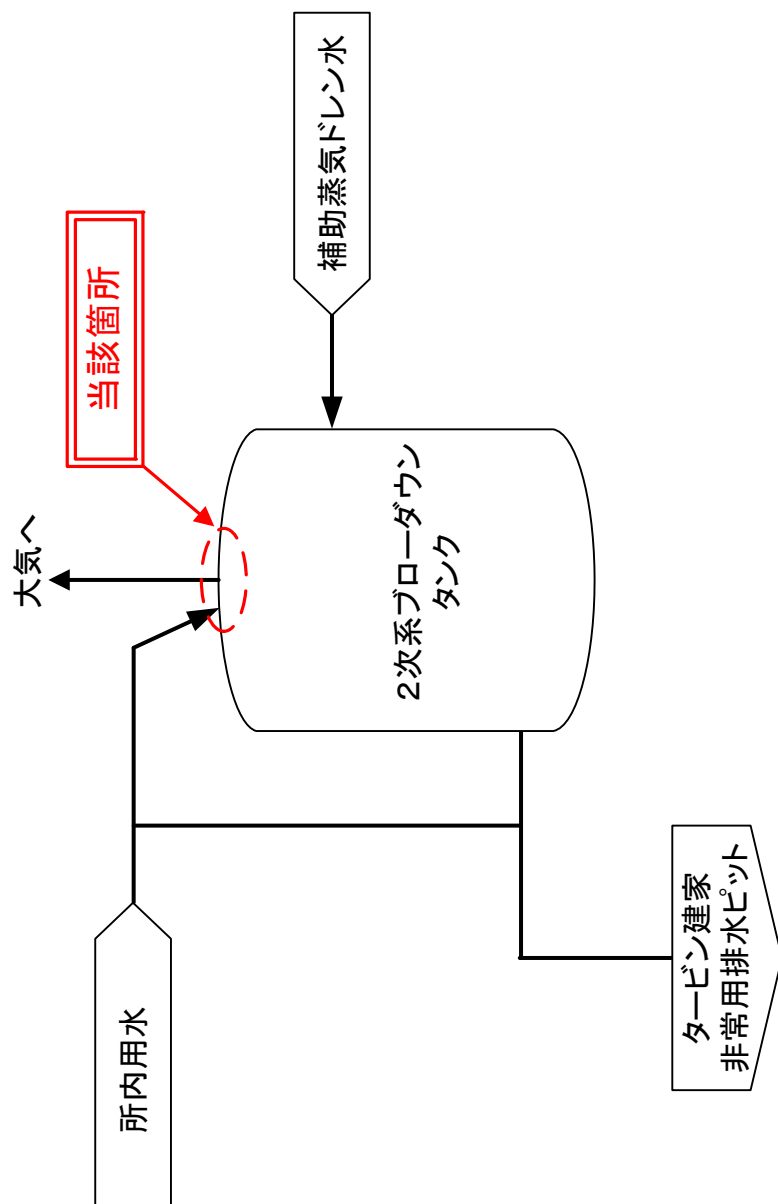 補助蒸気ドレン水
当該箇所
大気へ
２次系ブローダウン
タンク
所内用水
タービン建家
非常用排水ピット